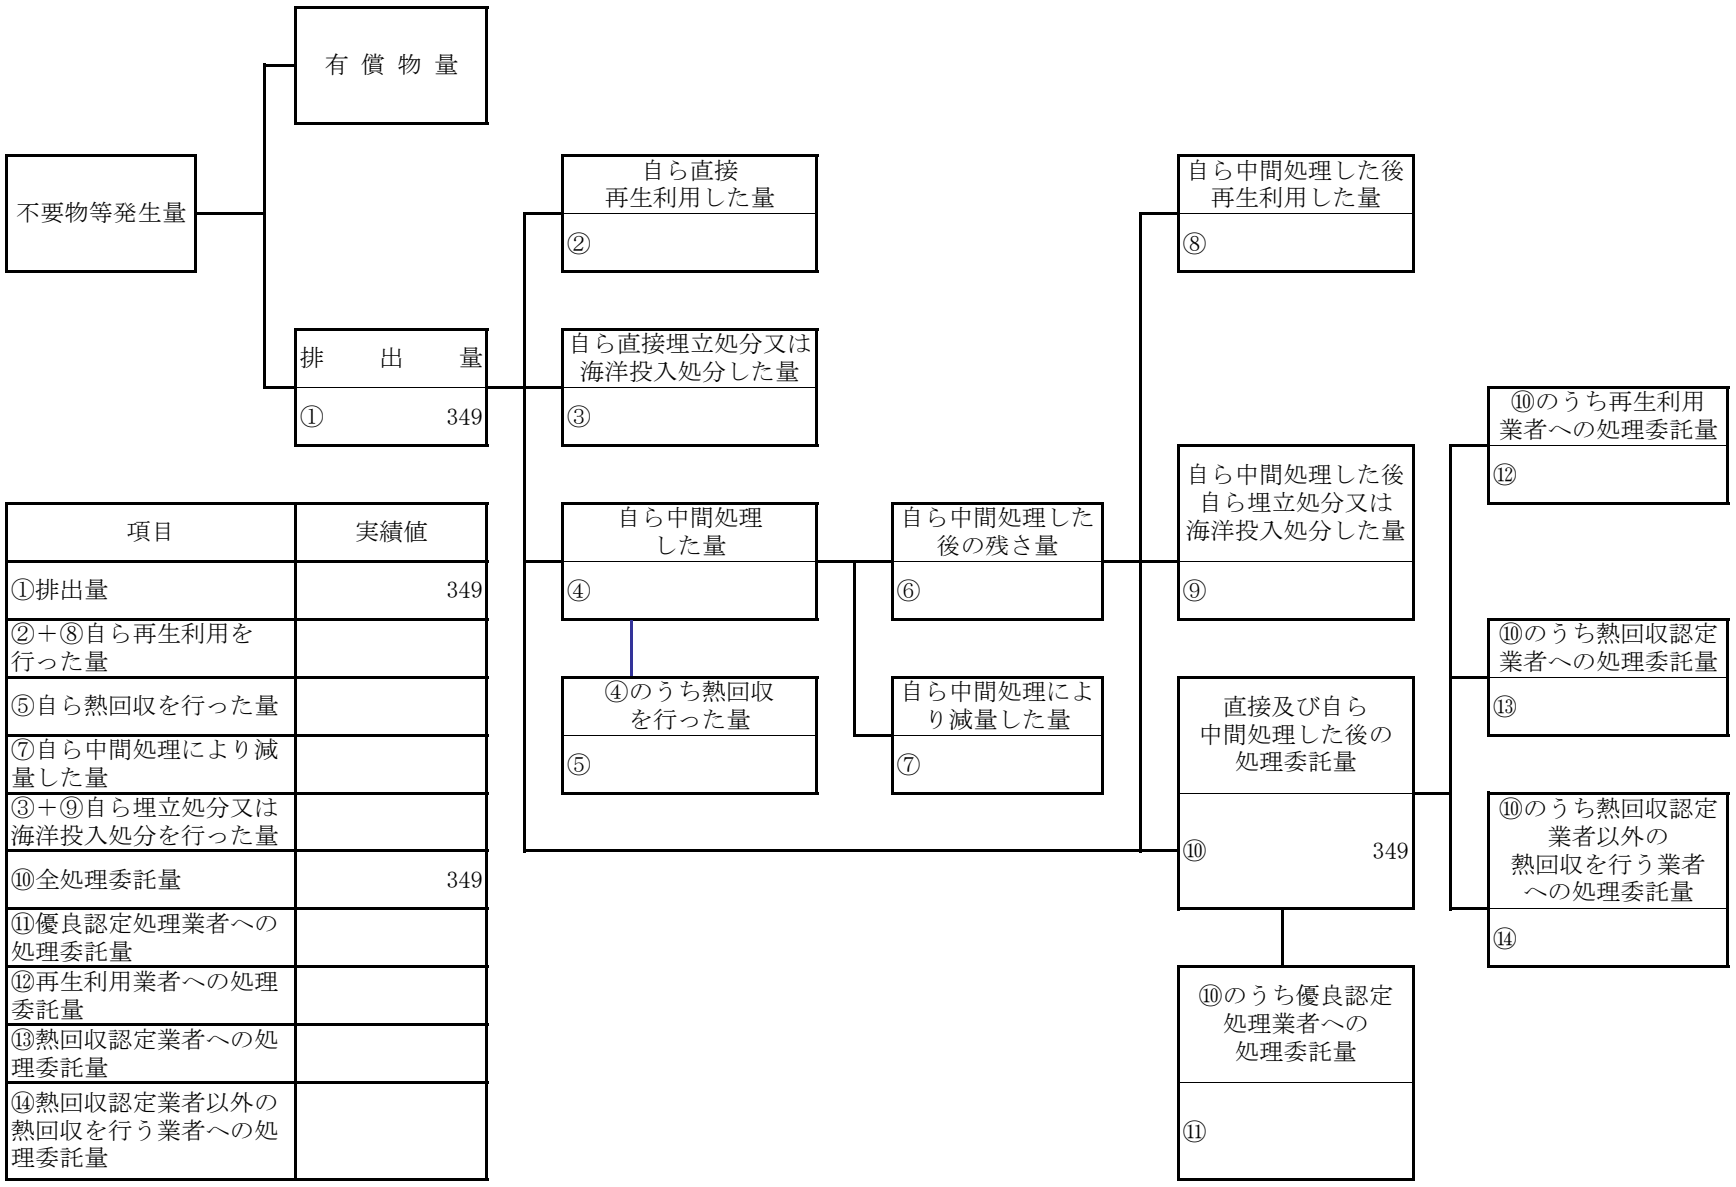 有償物量
不要物等発生量
排出量
① 349
自ら直接
再生利用した量
②
自ら直接埋立処分又は
海洋投入処分した量
③
自ら中間処理
した量
④
④のうち熱回収
を行った量
⑤
自ら中間処理した
後の残さ量
⑥
自ら中間処理によ
り減量した量
⑦
自ら中間処理した後
再生利用した量
⑧
自ら中間処理した後
自ら埋立処分又は
海洋投入処分した量
⑨
直接及び自ら
中間処理した後の
処理委託量
⑩ 349
⑩のうち優良認定
処理業者への
処理委託量
⑪
⑩のうち再生利用
業者への処理委託量
⑫
⑩のうち熱回収認定
業者への処理委託量
⑬
⑩のうち熱回収認定
業者以外の
熱回収を行う業者
への処理委託量
⑭
項目 実績値
①排出量 349
②＋⑧自ら再生利用を
行った量
⑤自ら熱回収を行った量
⑦自ら中間処理により減
量した量
③＋⑨自ら埋立処分又は
海洋投入処分を行った量
⑩全処理委託量 349
⑪優良認定処理業者への
処理委託量
⑫再生利用業者への処理
委託量
⑬熱回収認定業者への処
理委託量
⑭熱回収認定業者以外の
熱回収を行う業者への処
理委託量